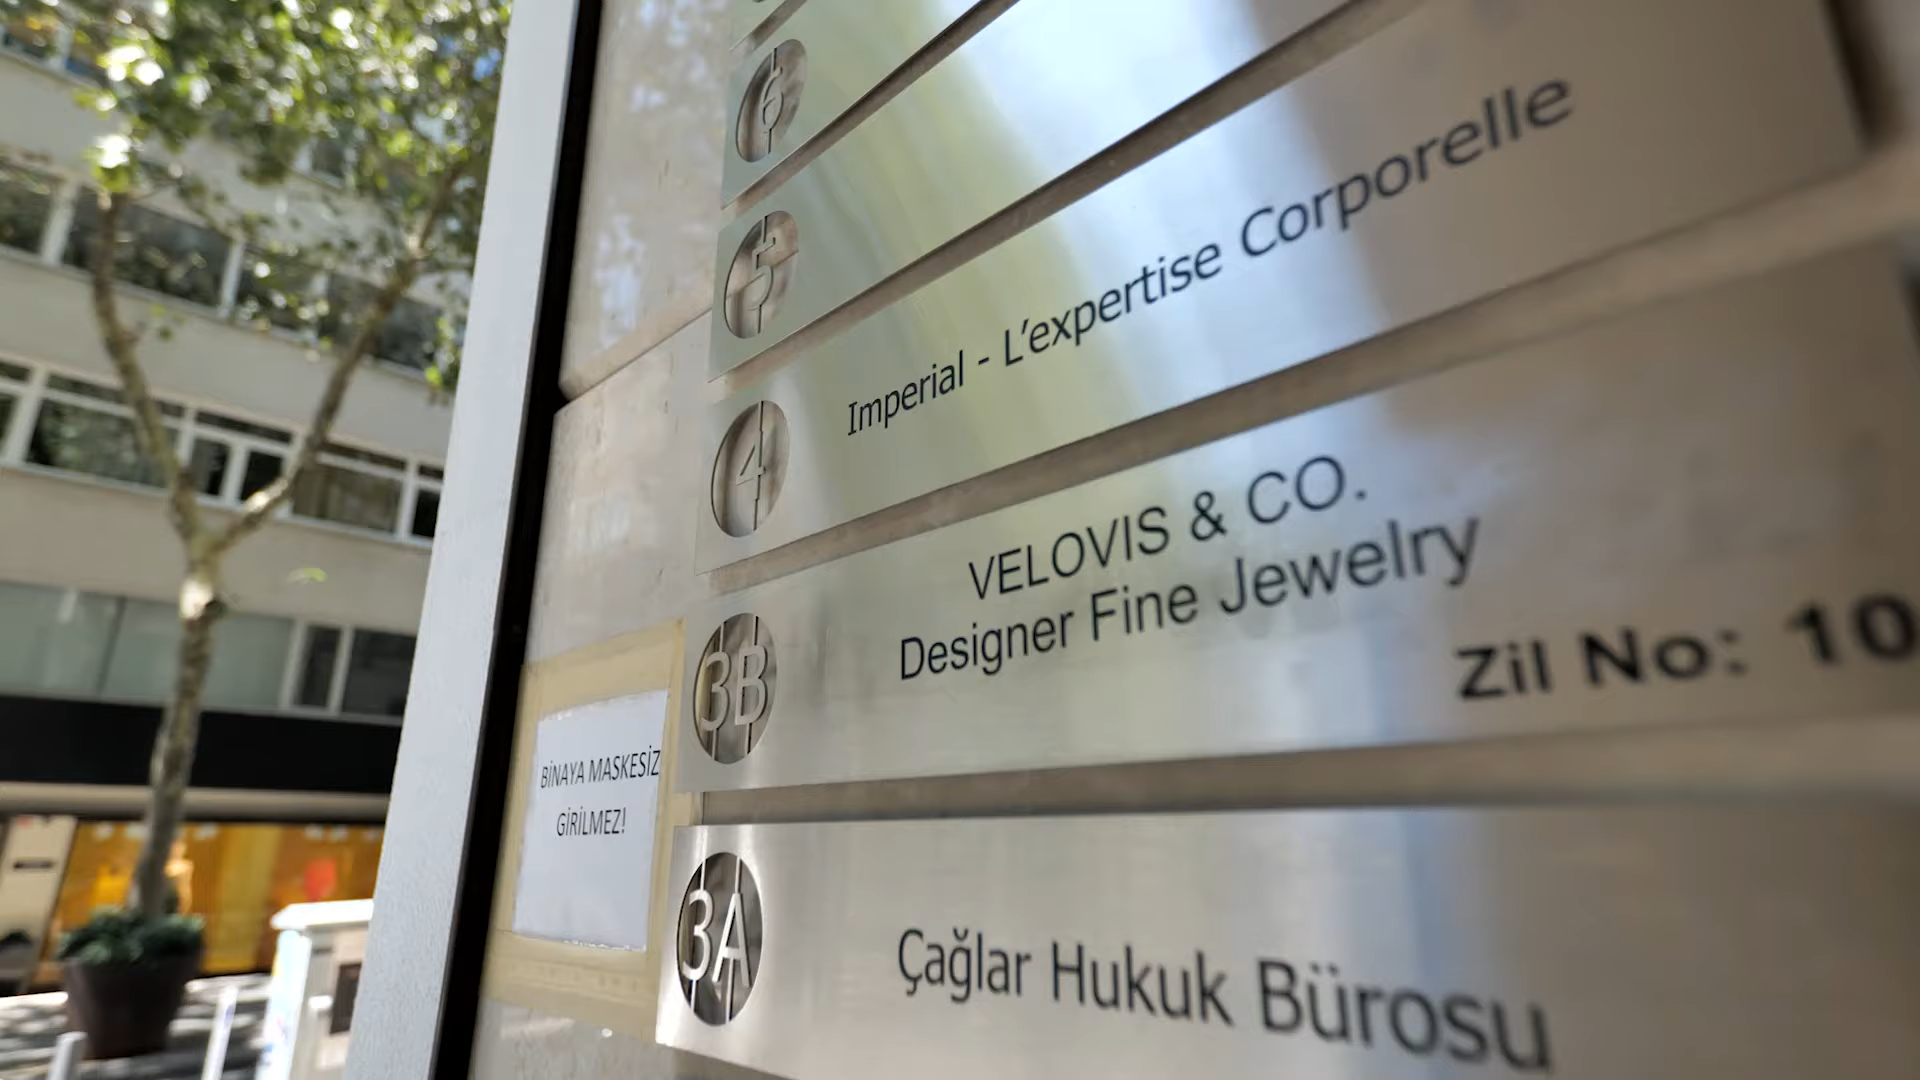 6
5
4
Imperial - L'expertise Corporelle
3B
VELOVIS & CO.
Designer Fine Jewelry
Zil No: 10
BİNAYA MASKESİZ
GİRİLMEZ!
3A
Çağlar Hukuk Bürosu